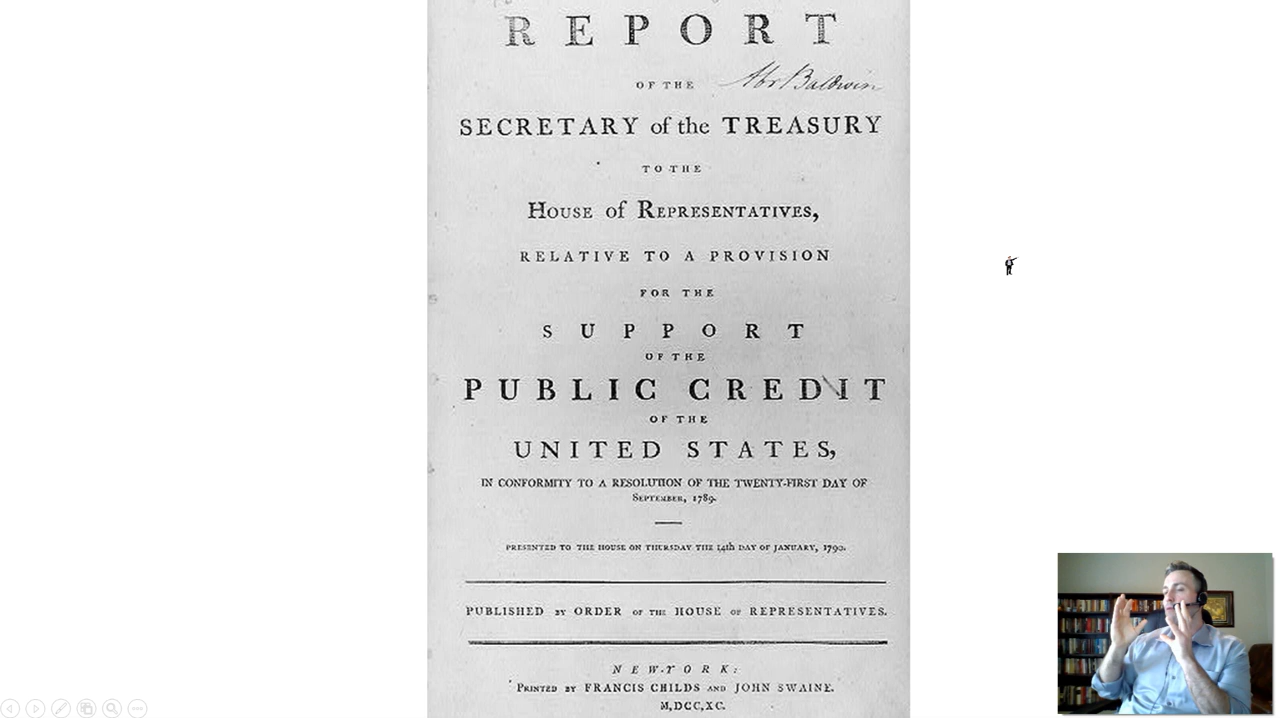 REPORT
OF THE Abr Baldwin
SECRETARY of the TREASURY
TO THE
HOUSE of REPRESENTATIVES,
RELATIVE TO A PROVISION
FOR THE
SUPPORT
OF THE
PUBLIC CREDIT
OF THE
UNITED STATES,
IN CONFORMITY TO A RESOLUTION OF THE TWENTY-FIRST DAY OF
SEPTEMBER, 1789.
PRESENTED TO THE HOUSE ON THURSDAY THE 14th DAY OF JANUARY, 1790.
PUBLISHED BY ORDER OF THE HOUSE OF REPRESENTATIVES.
NEW-YORK:
PRINTED BY FRANCIS CHILDS AND JOHN SWAINE.
M,DCC,XC.